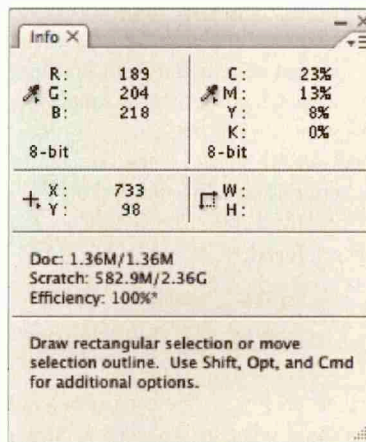 Info
R: 189 C: 23%
G: 204 M: 13%
B: 218 Y: 8%
K: 0%
8-bit 8-bit
X: 733 W:
Y: 98 H:
Doc: 1.36M/1.36M
Scratch: 582.9M/2.36G
Efficiency: 100%*
Draw rectangular selection or move
selection outline. Use Shift, Opt, and Cmd
for additional options.